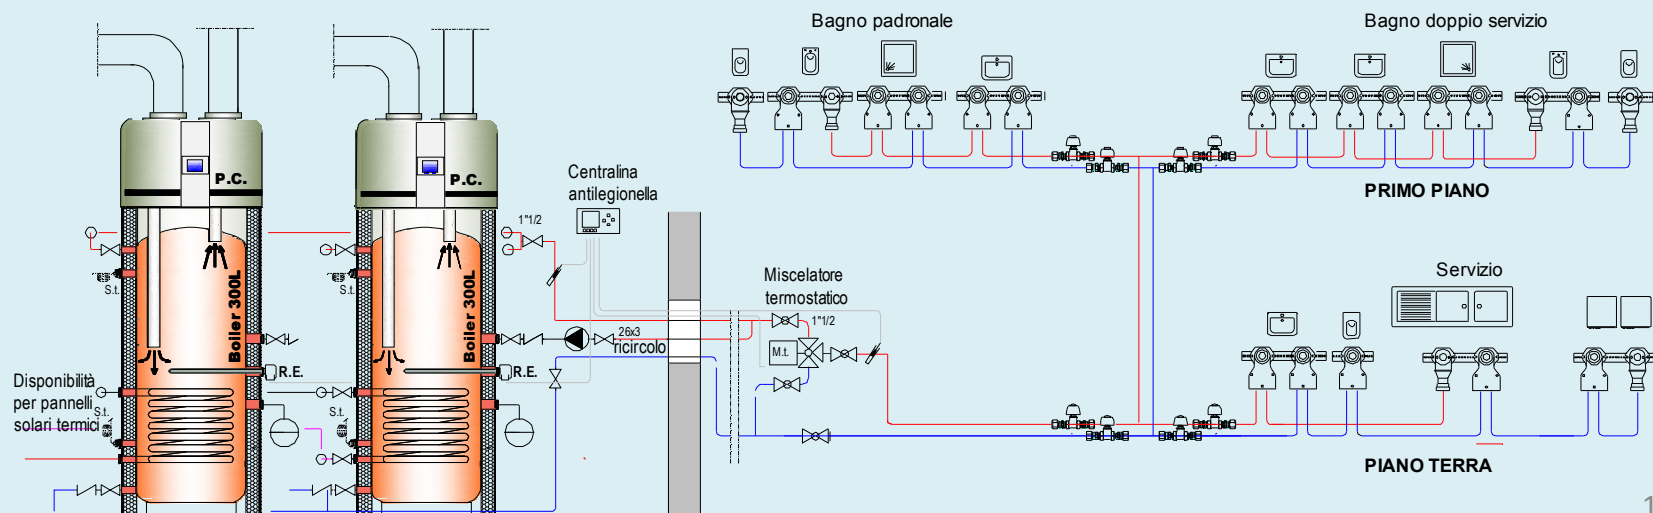 Bagno padronale
Bagno doppio servizio
P.C.
P.C.
Centralina
antilegionella
PRIMO PIANO
1"1/2
Boiler 300L
Boiler 300L
S.t.
S.t.
Miscelatore
termostatico
Servizio
1"1/2
26x3
ricircolo
M.t.
R.E.
R.E.
Disponibilità
per pannelli
solari termici
S.t.
S.t.
PIANO TERRA
1